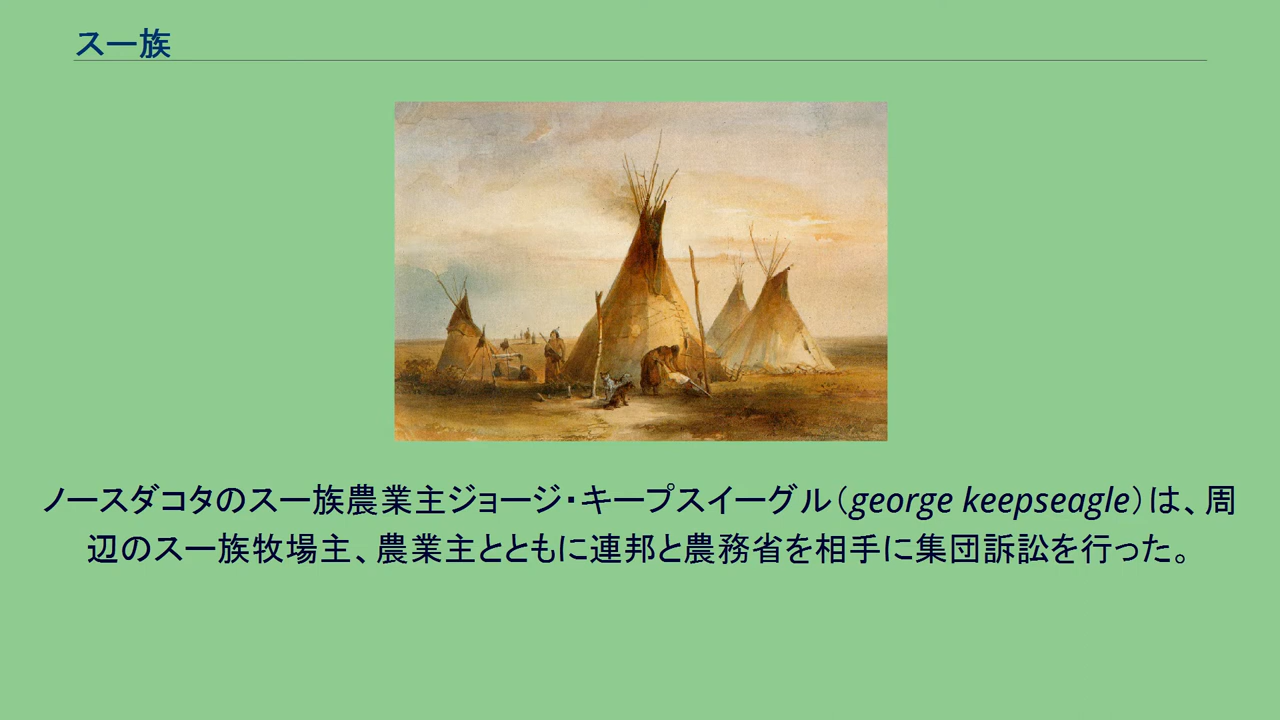 スー族
ノースダコタのスー族農業主ジョージ・キープスイーグル（george keepseagle）は、周
辺のスー族牧場主、農業主とともに連邦と農務省を相手に集団訴訟を行った。